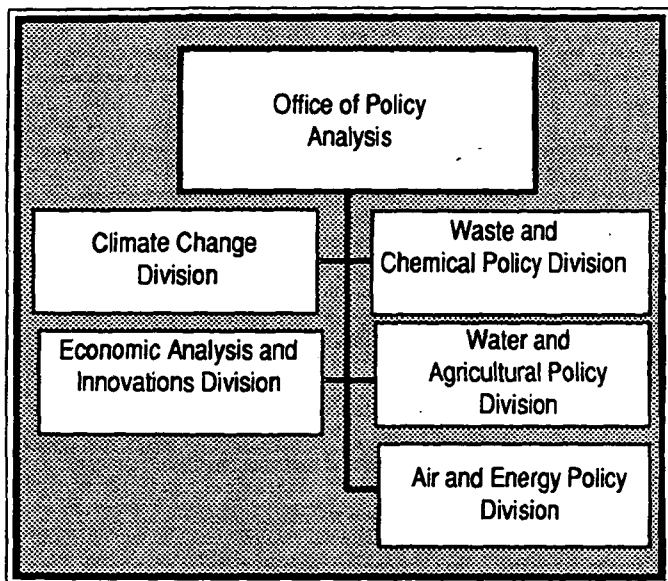 Office of Policy
Analysis
Climate Change
Division
Waste and
Chemical Policy Division
Economic Analysis and
Innovations Division
Water and
Agricultural Policy
Division
Air and Energy Policy
Division